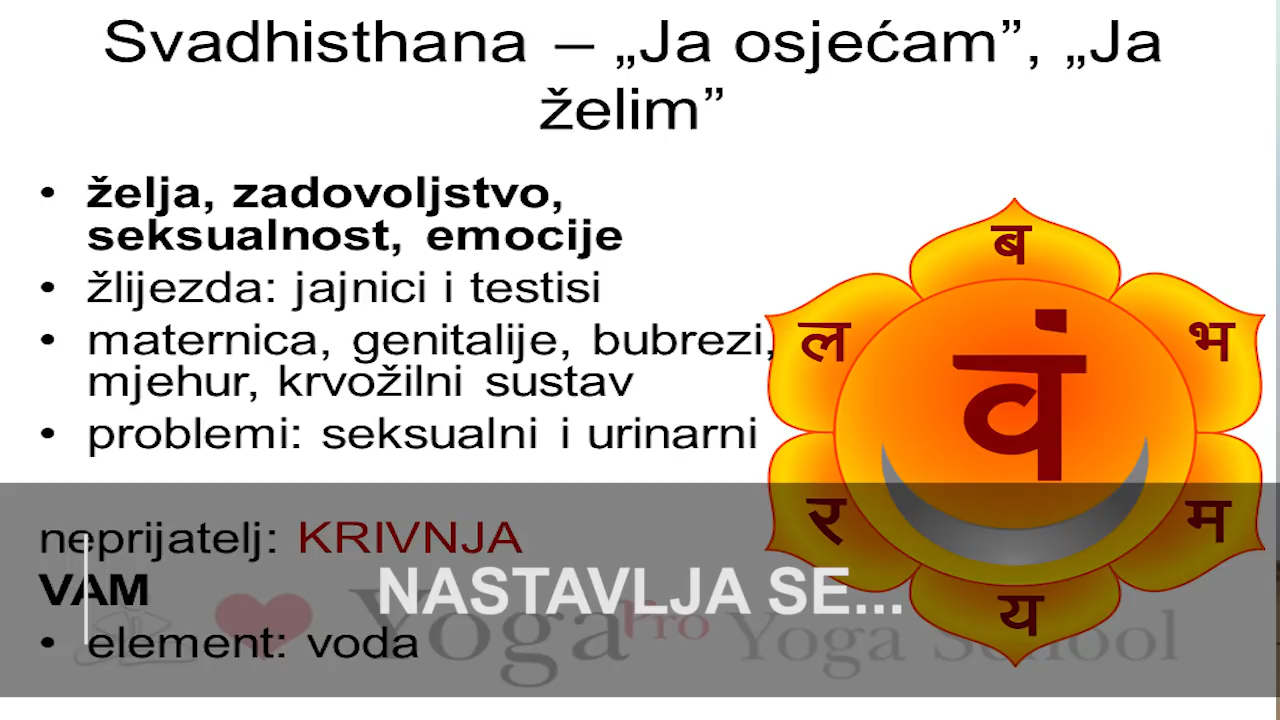 Svadhisthana – „Ja osjećam”, „Ja
želim”
• želja, zadovoljstvo,
seksualnost, emocije
• žlijezda: jajnici i testisi
• maternica, genitalije, bubrezi,
mjehur, krvožilni sustav
• problemi: seksualni i urinarni
neprijatelj: KRIVNJA
VAM
• element: voda
NASTAVLJA SE...
YogaPro Yoga School
ब
ल
भ
वं
र
म
य